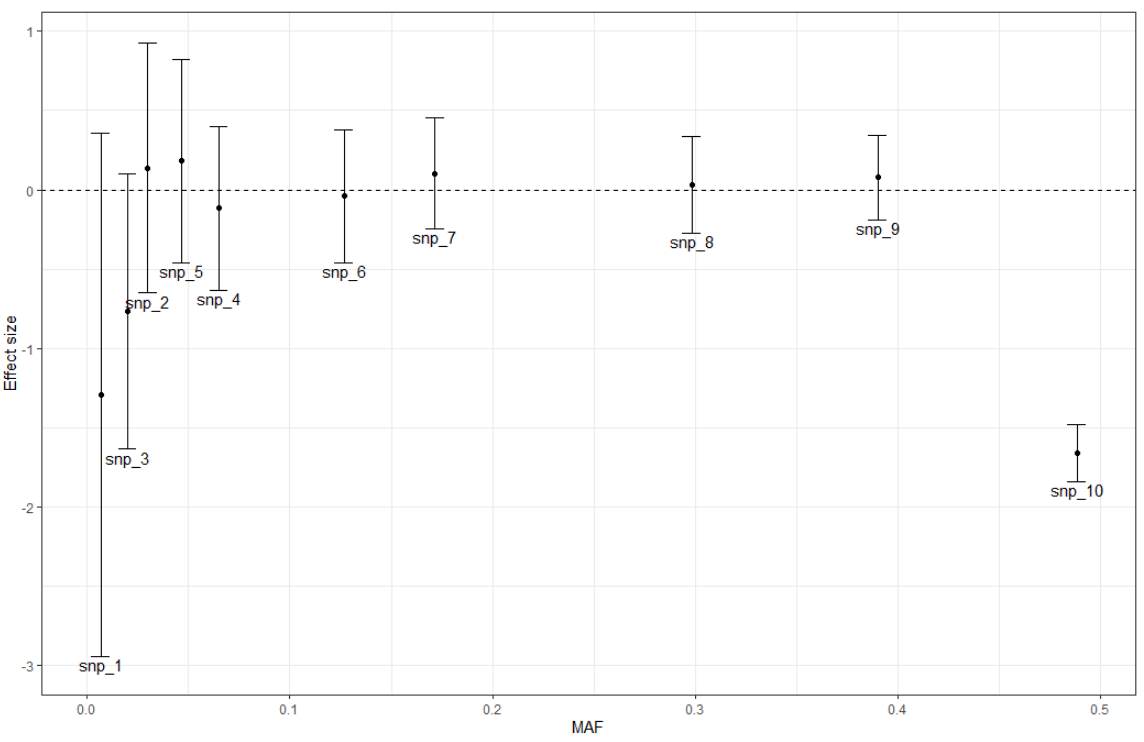 1
0
-1
-2
-3
Effect size
snp_1
snp_3
snp_2
snp_5
snp_4
snp_6
snp_7
snp_8
snp_9
snp_10
0.0 0.1 0.2 0.3 0.4 0.5
MAF